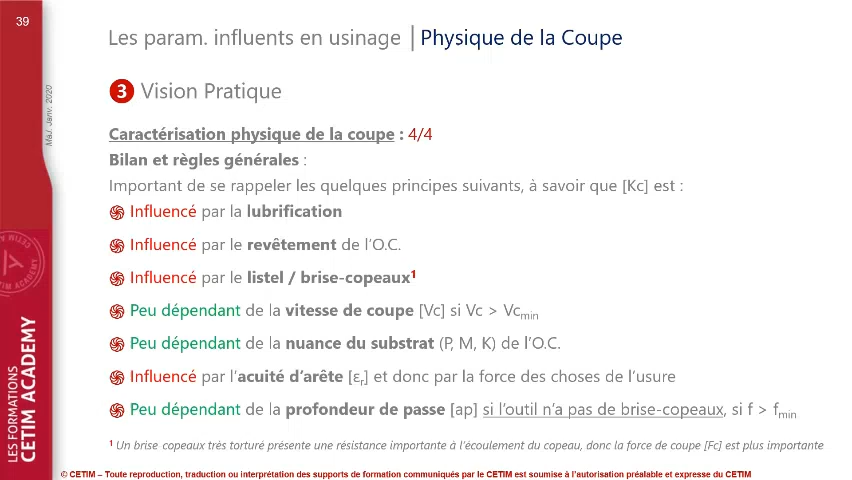 39
Les param. influents en usinage | Physique de la Coupe
MàJ. Janv. 2020
3 Vision Pratique
Caractérisation physique de la coupe : 4/4
Bilan et règles générales :
Important de se rappeler les quelques principes suivants, à savoir que [Kc] est :
Influencé par la lubrification
Influencé par le revêtement de l'O.C.
Influencé par le listel / brise-copeaux¹
Peu dépendant de la vitesse de coupe [Vc] si Vc > Vcmin
Peu dépendant de la nuance du substrat (P, M, K) de l'O.C.
Influencé par l'acuité d'arête [εr] et donc par la force des choses de l'usure
Peu dépendant de la profondeur de passe [ap] si l'outil n'a pas de brise-copeaux, si f > fmin
¹ Un brise copeaux très torturé présente une résistance importante à l'écoulement du copeau, donc la force de coupe [Fc] est plus importante
LES FORMATIONS
CETIM ACADEMY
© CETIM – Toute reproduction, traduction ou interprétation des supports de formation communiqués par le CETIM est soumise à l'autorisation préalable et expresse du CETIM